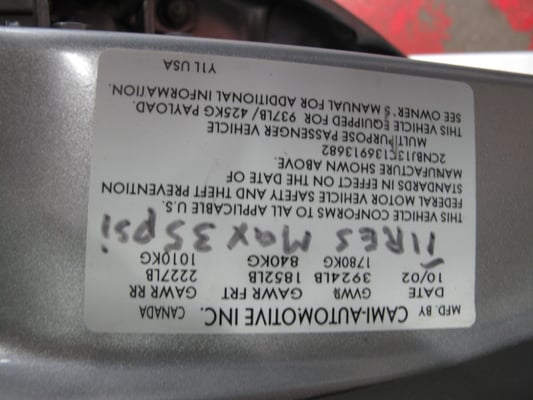 MFD. BY CAMI-AUTOMOTIVE INC. CANADA
DATE GVWR GAWR FRT GAWR RR
10/02 3924LB 1852LB 2227LB
1780KG 840KG 1010KG
TIRES MAX 35psi
THIS VEHICLE CONFORMS TO ALL APPLICABLE U.S.
FEDERAL MOTOR VEHICLE SAFETY AND THEFT PREVENTION
STANDARDS IN EFFECT ON THE DATE OF
MANUFACTURE SHOWN ABOVE.
2CNBJ13C136913682
MULTIPURPOSE PASSENGER VEHICLE
THIS VEHICLE EQUIPPED FOR 937LB/ 425KG PAYLOAD.
SEE OWNER'S MANUAL FOR ADDITIONAL INFORMATION.
Y1L USA